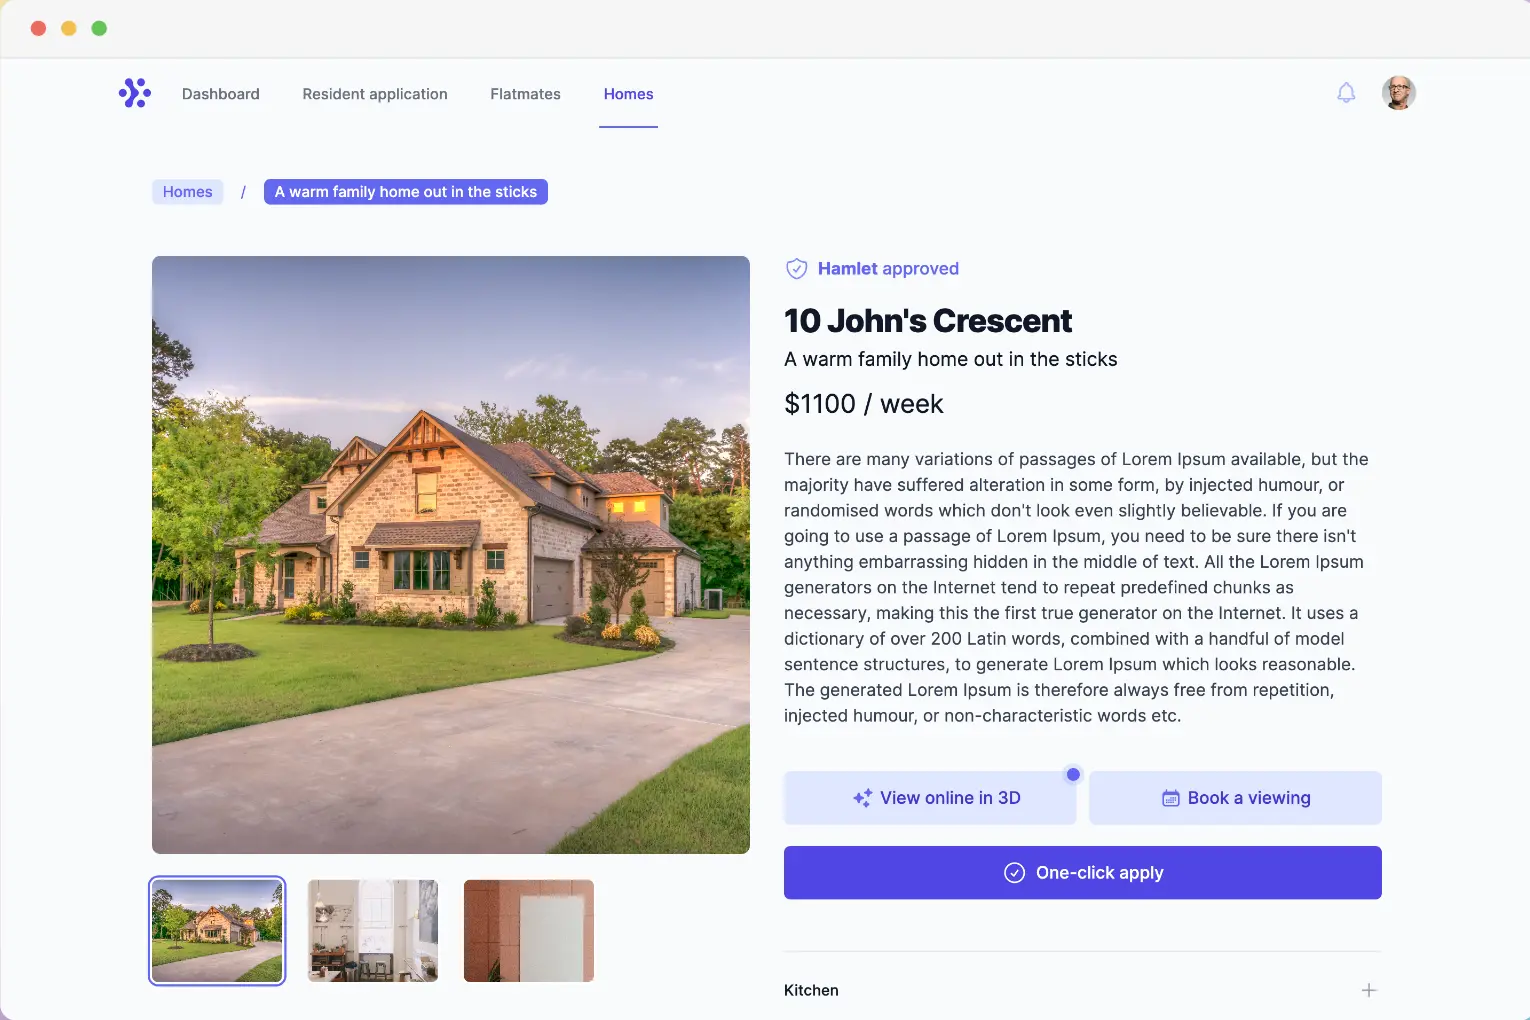 Dashboard
Resident application
Flatmates
Homes
Homes / A warm family home out in the sticks
Hamlet approved
10 John's Crescent
A warm family home out in the sticks
$1100 / week
There are many variations of passages of Lorem Ipsum available, but the
majority have suffered alteration in some form, by injected humour, or
randomised words which don't look even slightly believable. If you are
going to use a passage of Lorem Ipsum, you need to be sure there isn't
anything embarrassing hidden in the middle of text. All the Lorem Ipsum
generators on the Internet tend to repeat predefined chunks as
necessary, making this the first true generator on the Internet. It uses a
dictionary of over 200 Latin words, combined with a handful of model
sentence structures, to generate Lorem Ipsum which looks reasonable.
The generated Lorem Ipsum is therefore always free from repetition,
injected humour, or non-characteristic words etc.
View online in 3D
Book a viewing
One-click apply
Kitchen